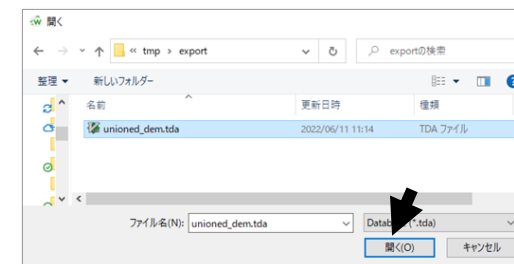 開く
« tmp › export
exportの検索
整理
新しいフォルダー
名前 更新日時 種類
unioned_dem.tda 2022/06/11 11:14 TDA ファイル
ファイル名(N): unioned_dem.tda
(*.tda)
開く(O) キャンセル